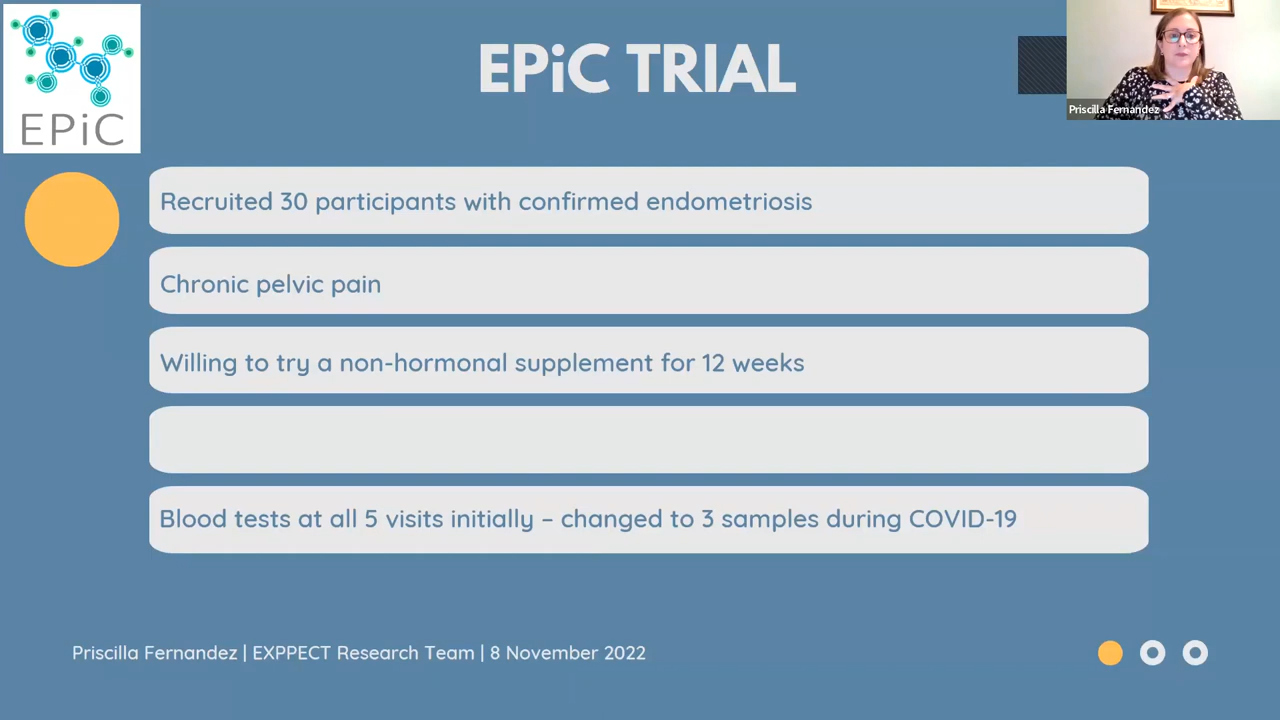 EPiC
EPiC TRIAL
Priscilla Fernandez
Recruited 30 participants with confirmed endometriosis
Chronic pelvic pain
Willing to try a non-hormonal supplement for 12 weeks
Blood tests at all 5 visits initially – changed to 3 samples during COVID-19
Priscilla Fernandez | EXPPECT Research Team | 8 November 2022